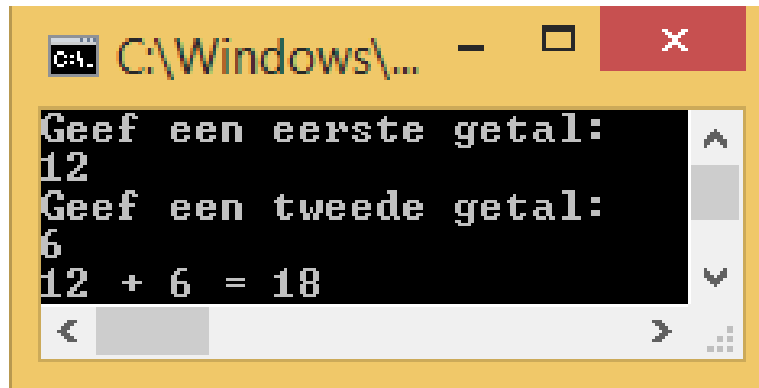 C:\Windows\...
Geef een eerste getal:
12
Geef een tweede getal:
6
12 + 6 = 18